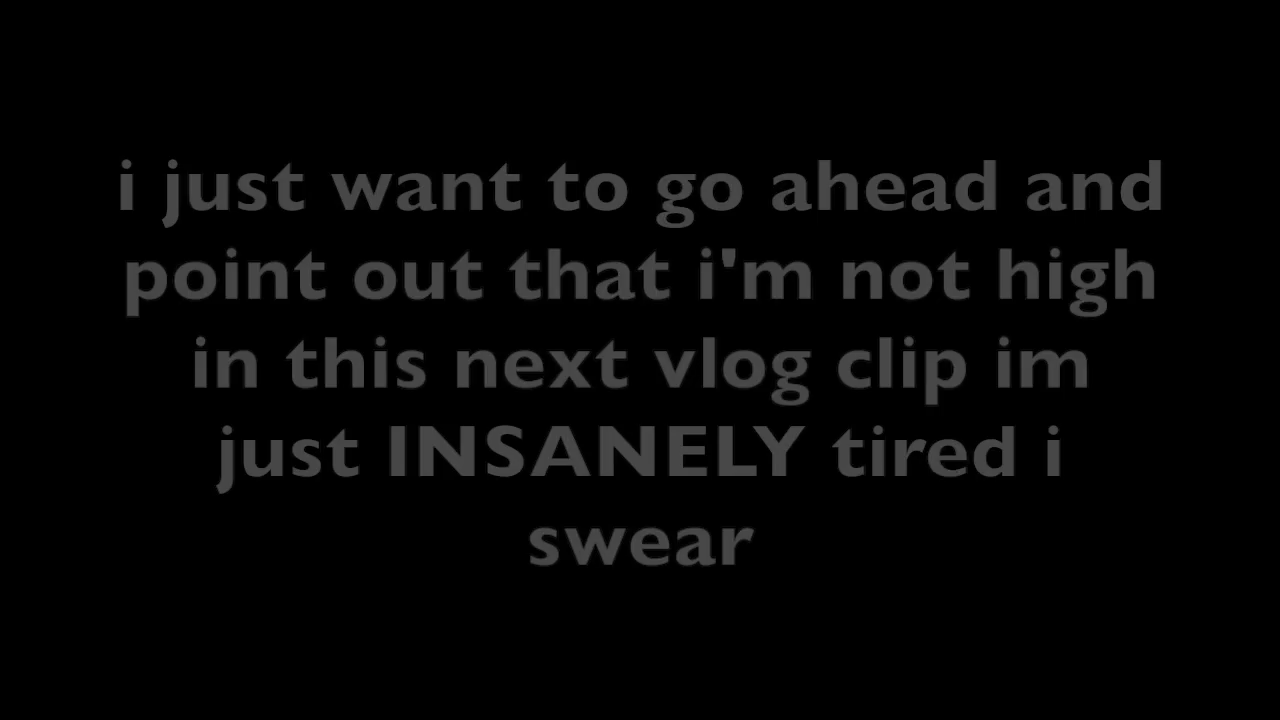 i just want to go ahead and
point out that i'm not high
in this next vlog clip im
just INSANELY tired i
swear